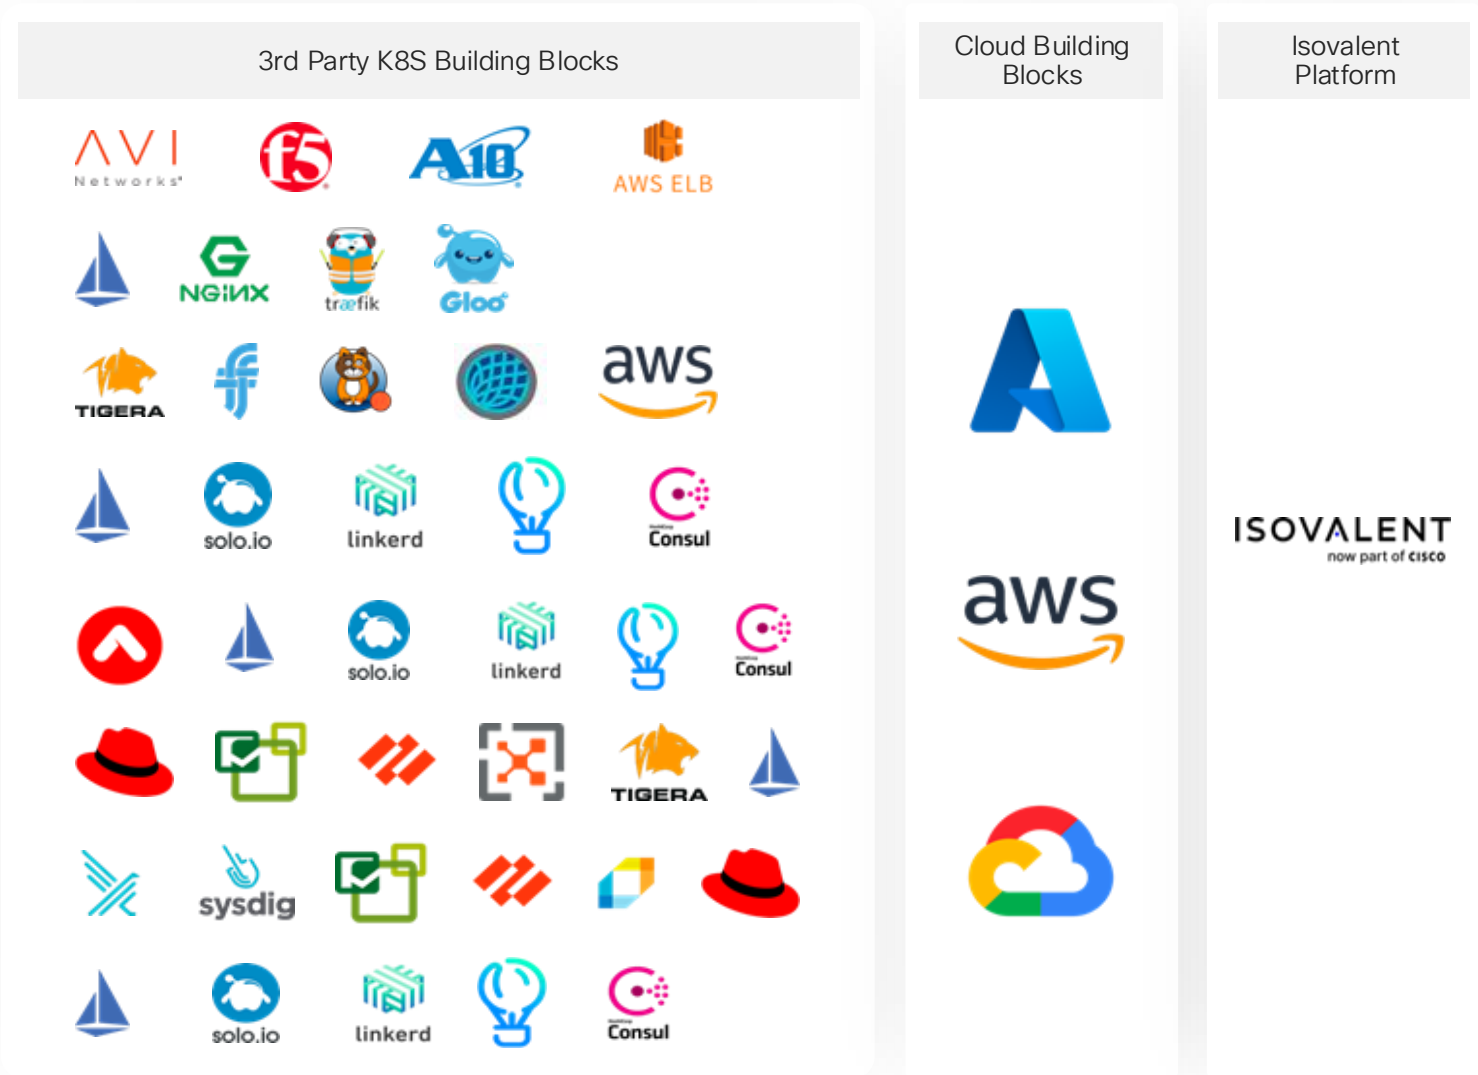 3rd Party K8S Building Blocks
Cloud Building
Blocks
Isovalent
Platform
AVI
Networks
f5
A10
AWS ELB
NGINX
træfik
Gloo
TIGERA
aws
solo.io
linkerd
Consul
solo.io
linkerd
Consul
TIGERA
sysdig
solo.io
linkerd
Consul
aws
ISOVALENT
now part of CISCO